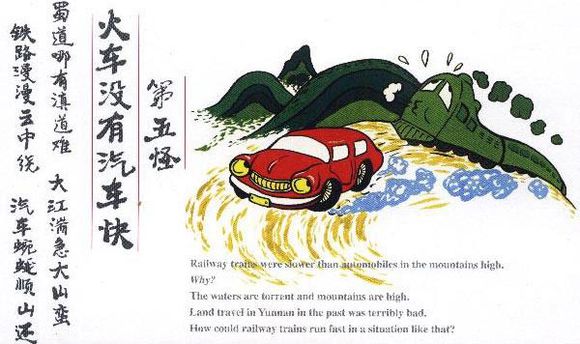 第五怪
火车没有汽车快
蜀道哪有滇道难 大江湍急大山蛮
铁路漫漫云中绕 汽车蜿蜒顺山还
Railway trains were slower than automobiles in the mountains high.
Why?
The waters are torrent and mountains are high.
Land travel in Yunnan in the past was terribly bad.
How could railway trains run fast in a situation like that?